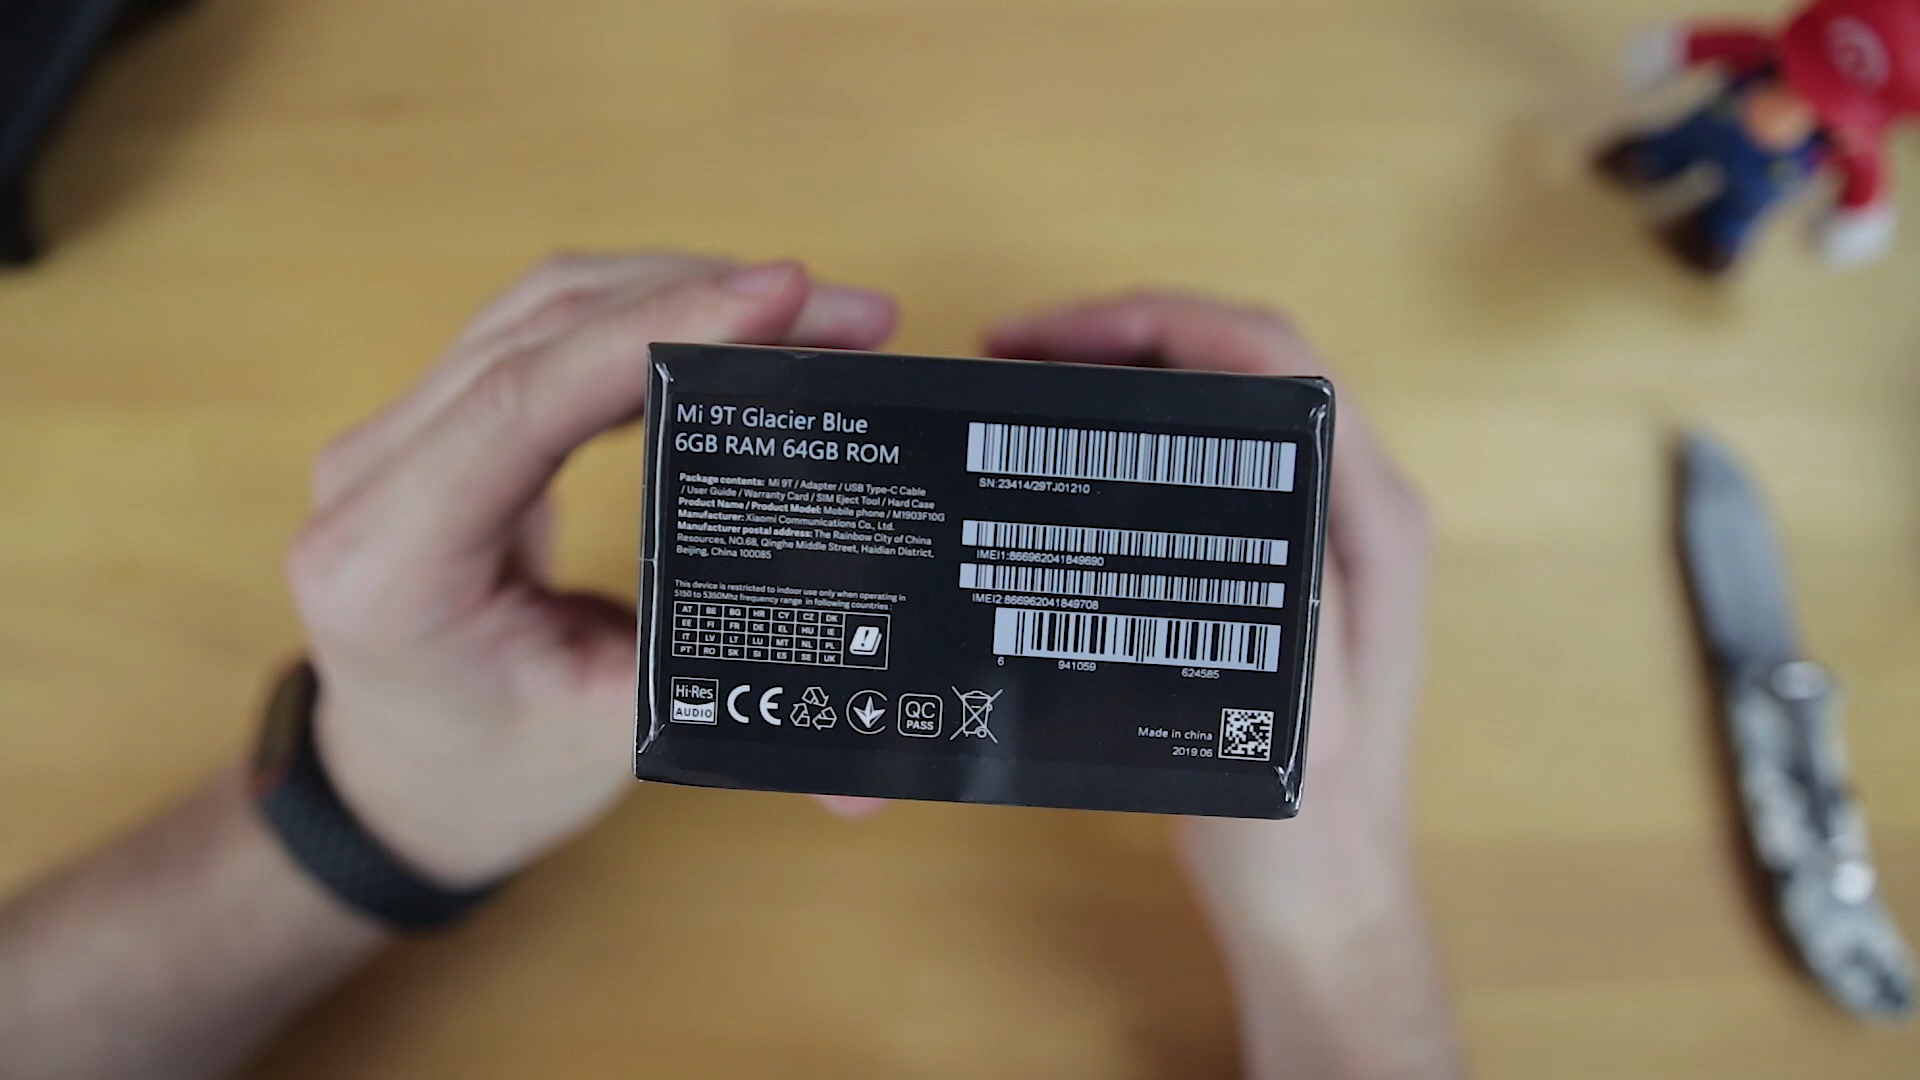 Mi 9T Glacier Blue
6GB RAM 64GB ROM
Package contents: Mi 9T / Adapter / USB Type-C Cable
/ User Guide / Warranty Card / SIM Eject Tool / Hard Case
Product Name / Product Model: Mobile phone / M1903F10G
Manufacturer: Xiaomi Communications Co., Ltd.
Manufacturer postal address: The Rainbow City of China
Resources, NO.68, Qinghe Middle Street, Haidian District,
Beijing, China 100085
This device is restricted to indoor use only when operating in
5150 to 5350Mhz frequency range in following countries:
AT BE BG HR CY CZ DK
EE FI FR DE EL HU IE
IT LV LT LU MT NL PL
PT RO SK SI ES SE UK
Hi-Res
AUDIO
CE
QC
PASS
SN:23414/29TJ01210
IMEI1:866962041849690
IMEI2:866962041849708
6 941059 624585
Made in china
2019.06